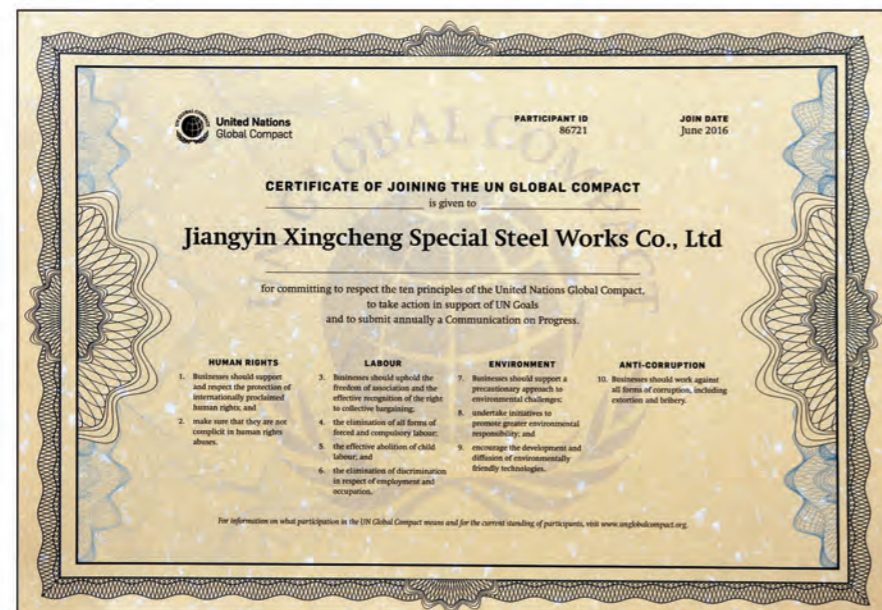 United Nations
Global Compact
PARTICIPANT ID
86721
JOIN DATE
June 2016
CERTIFICATE OF JOINING THE UN GLOBAL COMPACT
is given to
Jiangyin Xingcheng Special Steel Works Co., Ltd
for committing to respect the ten principles of the United Nations Global Compact,
to take action in support of UN Goals
and to submit annually a Communication on Progress.
HUMAN RIGHTS
1. Businesses should support
and respect the protection of
internationally proclaimed
human rights; and
2. make sure that they are not
complicit in human rights
abuses.
LABOUR
3. Businesses should uphold the
freedom of association and the
effective recognition of the right
to collective bargaining;
4. the elimination of all forms of
forced and compulsory labour;
5. the effective abolition of child
labour; and
6. the elimination of discrimination
in respect of employment and
occupation.
ENVIRONMENT
7. Businesses should support a
precautionary approach to
environmental challenges;
8. undertake initiatives to
promote greater environmental
responsibility; and
9. encourage the development and
diffusion of environmentally
friendly technologies.
ANTI-CORRUPTION
10. Businesses should work against
all forms of corruption, including
extortion and bribery.
For information on what participation in the UN Global Compact means and for the current standing of participants, visit www.unglobalcompact.org.